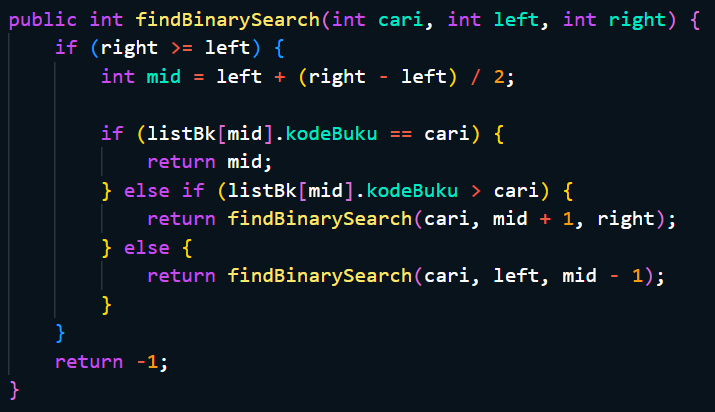 public int findBinarySearch(int cari, int left, int right) {
    if (right >= left) {
        int mid = left + (right - left) / 2;

        if (listBk[mid].kodeBuku == cari) {
            return mid;
        } else if (listBk[mid].kodeBuku > cari) {
            return findBinarySearch(cari, mid + 1, right);
        } else {
            return findBinarySearch(cari, left, mid - 1);
        }
    }
    return -1;
}